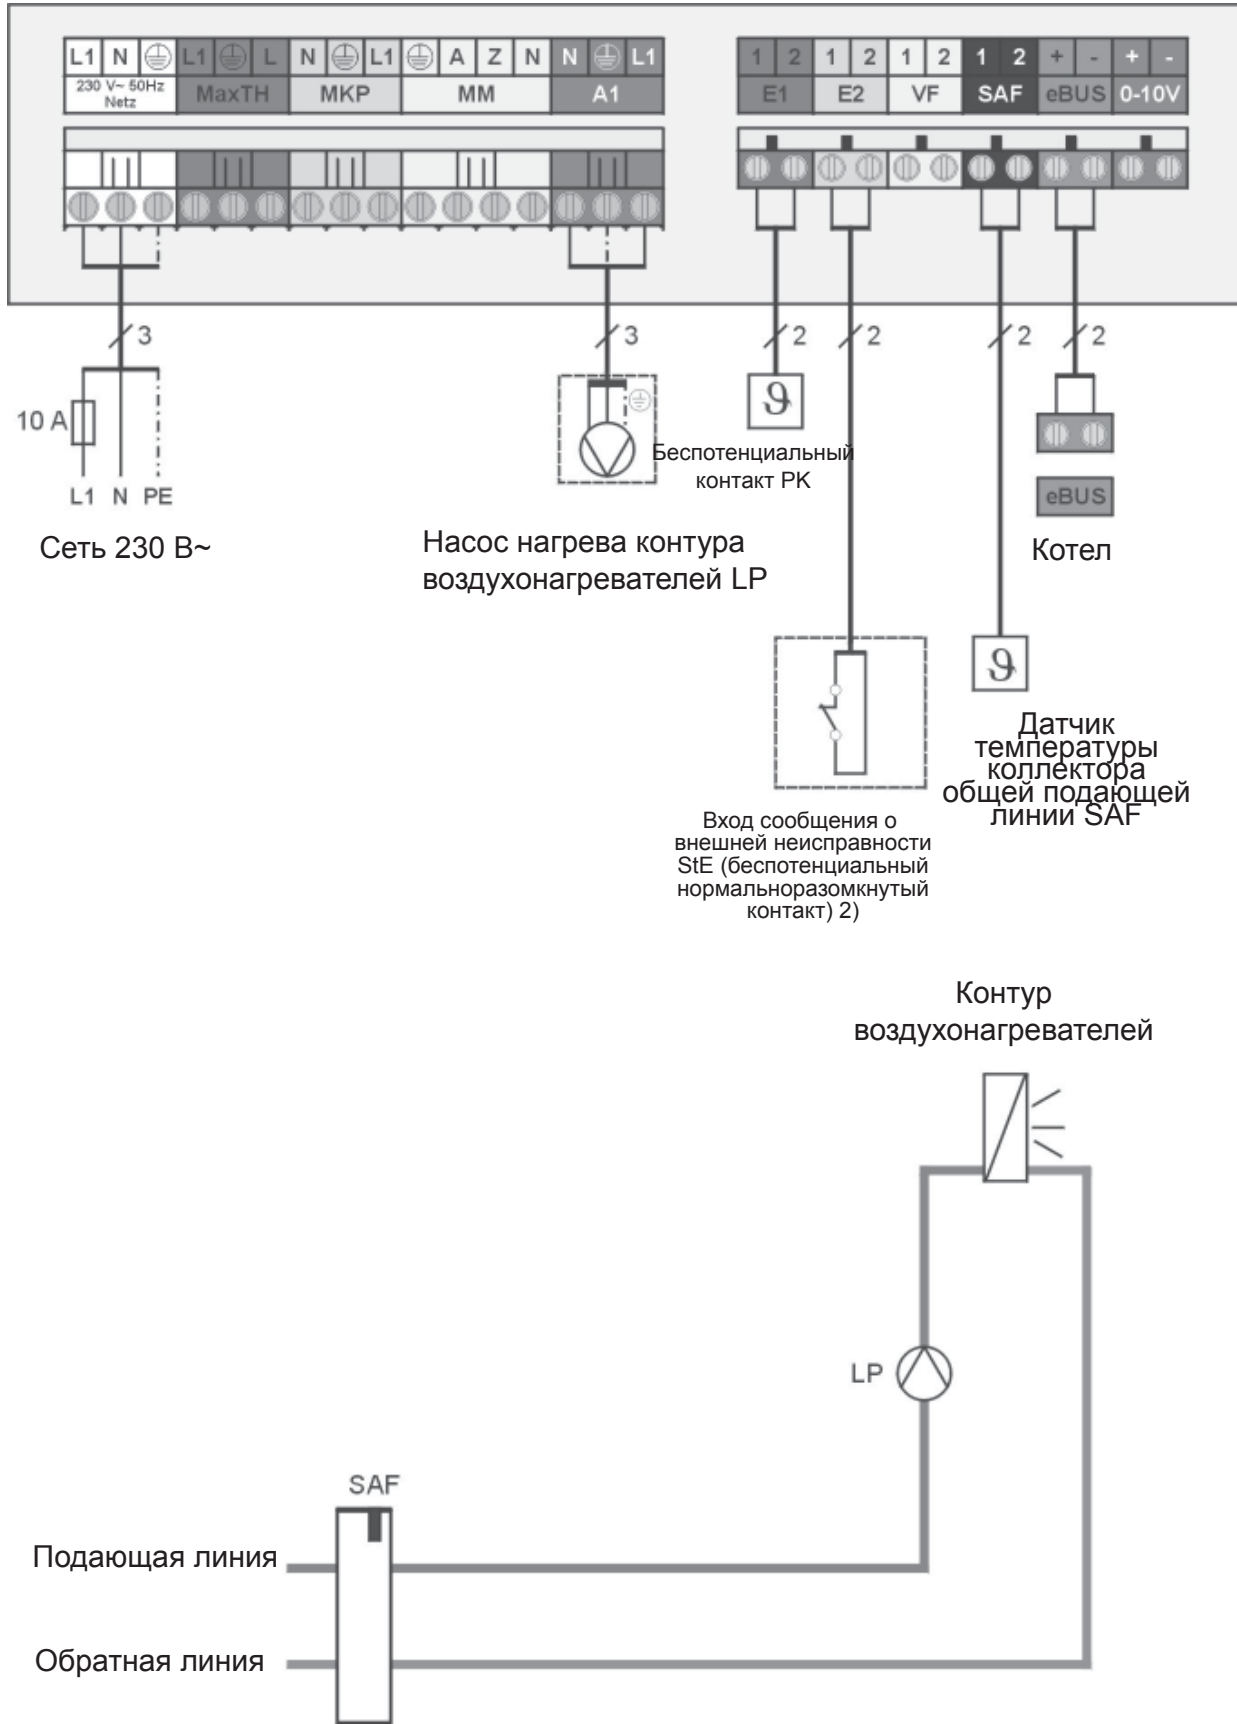 L1 N L1 L N L1 A Z N N L1 1 2 1 2 1 2 1 2 + - + -
230 V~ 50Hz
Netz
MaxTH MKP MM A1 E1 E2 VF SAF eBUS 0-10V
3 3 2 2 2 2
10 A
ϑ
Беспотенциальный
контакт PK
L1 N PE
eBUS
Сеть 230 В~
Насос нагрева контура
воздухонагревателей LP
Котел
ϑ
Датчик
температуры
коллектора
общей подающей
линии SAF
Вход сообщения о
внешней неисправности
StE (беспотенциальный
нормальноразомкнутый
контакт) 2)
Контур
воздухонагревателей
LP
SAF
Подающая линия
Обратная линия